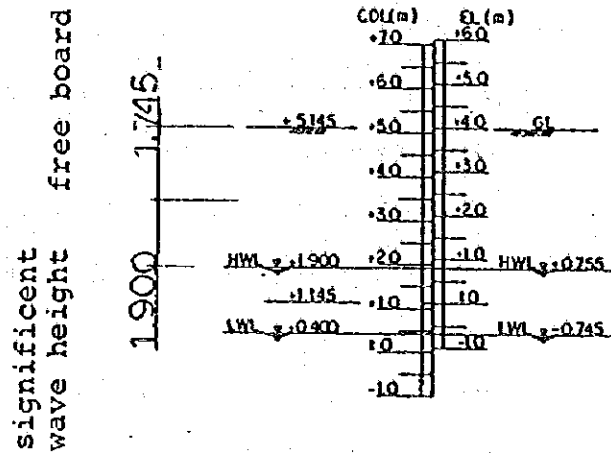 free board
significent
wave height
1.745
1.900
CDL(m)
EL(m)
+7.0
+6.0
+6.0
+5.0
+5.145
+5.0
+4.0
GL
+4.0
+3.0
+3.0
+2.0
HWL +1.900
+2.0
+1.0
HWL +0.755
+1.145
+1.0
LWL +0.400
LWL -0.745
-1.0
-1.0